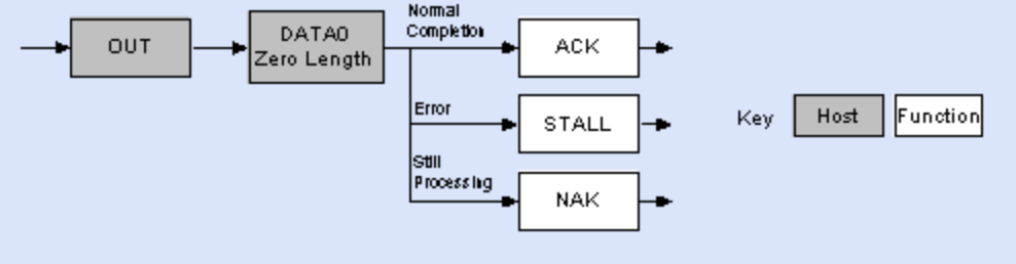 Normal
Completion
OUT
DATA0
Zero Length
ACK
Error
STALL
Still
Processing
NAK
Key
Host
Function